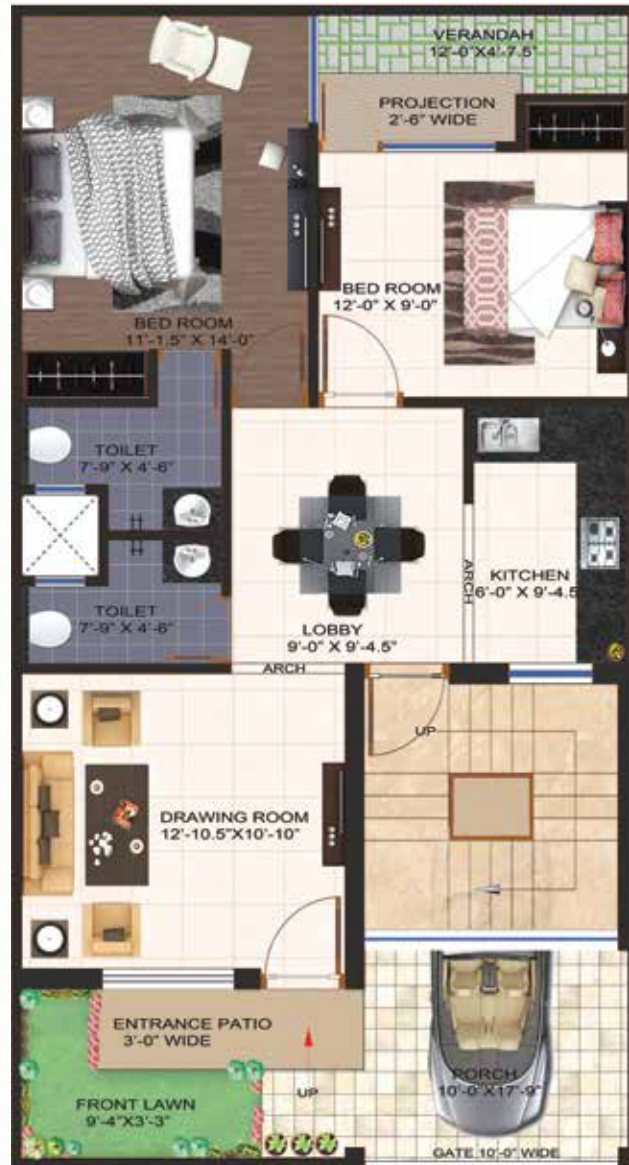 VERANDAH
12'-0"X4'-7.5"
PROJECTION
2'-6" WIDE
BED ROOM
12'-0" X 9'-0"
BED ROOM
11'-1.5" X 14'-0"
TOILET
7'-9" X 4'-6"
TOILET
7'-9" X 4'-6"
LOBBY
9'-0" X 9'-4.5"
ARCH
KITCHEN
6'-0" X 9'-4.5"
ARCH
UP
DRAWING ROOM
12'-10.5"X10'-10"
ENTRANCE PATIO
3'-0" WIDE
UP
FRONT LAWN
9'-4"X3'-3"
PORCH
10'-0"X17'-9"
GATE 10'-0" WIDE